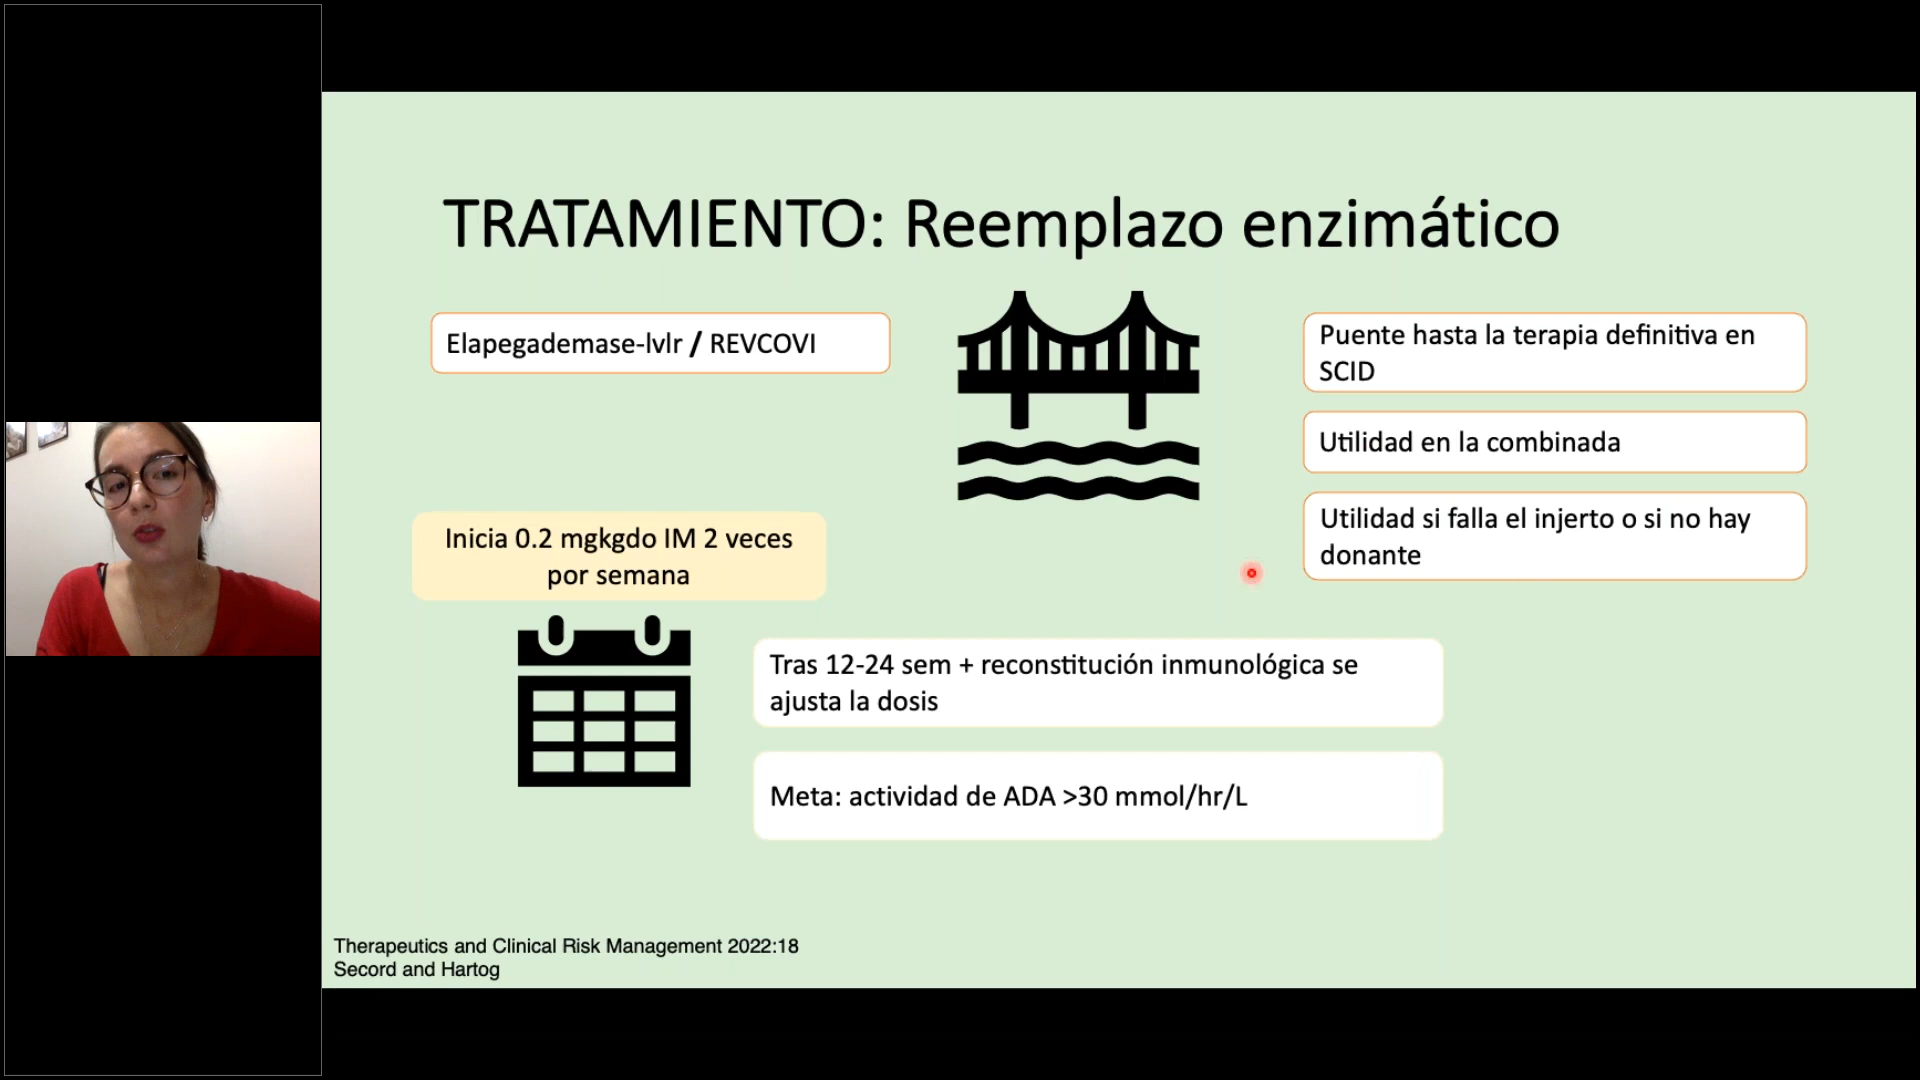 TRATAMIENTO: Reemplazo enzimático
Elapegademase-lvlr / REVCOVI
Puente hasta la terapia definitiva en
SCID
Utilidad en la combinada
Utilidad si falla el injerto o si no hay
donante
Inicia 0.2 mgkgdo IM 2 veces
por semana
Tras 12-24 sem + reconstitución inmunológica se
ajusta la dosis
Meta: actividad de ADA >30 mmol/hr/L
Therapeutics and Clinical Risk Management 2022:18
Secord and Hartog